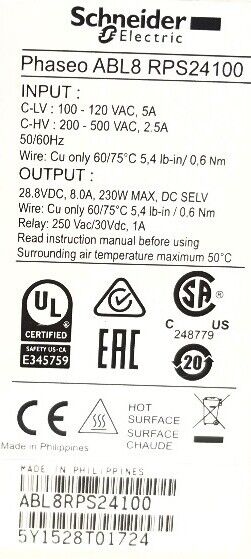 Schneider
Electric
Phaseo ABL8 RPS24100
INPUT :
C-LV : 100 - 120 VAC, 5A
C-HV : 200 - 500 VAC, 2.5A
50/60Hz
Wire: Cu only 60/75°C 5,4 lb-in/ 0,6 Nm
OUTPUT :
28.8VDC, 8.0A, 230W MAX, DC SELV
Wire: Cu only 60/75°C 5,4 lb-in/ 0,6 Nm
Relay: 250 Vac/30Vdc, 1A
Read instruction manual before using
Surrounding air temperature maximum 50°C
UL
CERTIFIED
SAFETY US-CA
E345759
EAC
SA
C US
248779
20
CE
HOT
SURFACE
SURFACE
CHAUDE
Made in Philippines
MADE IN PHILIPPINES
ABL8RPS24100
5Y1528T01724